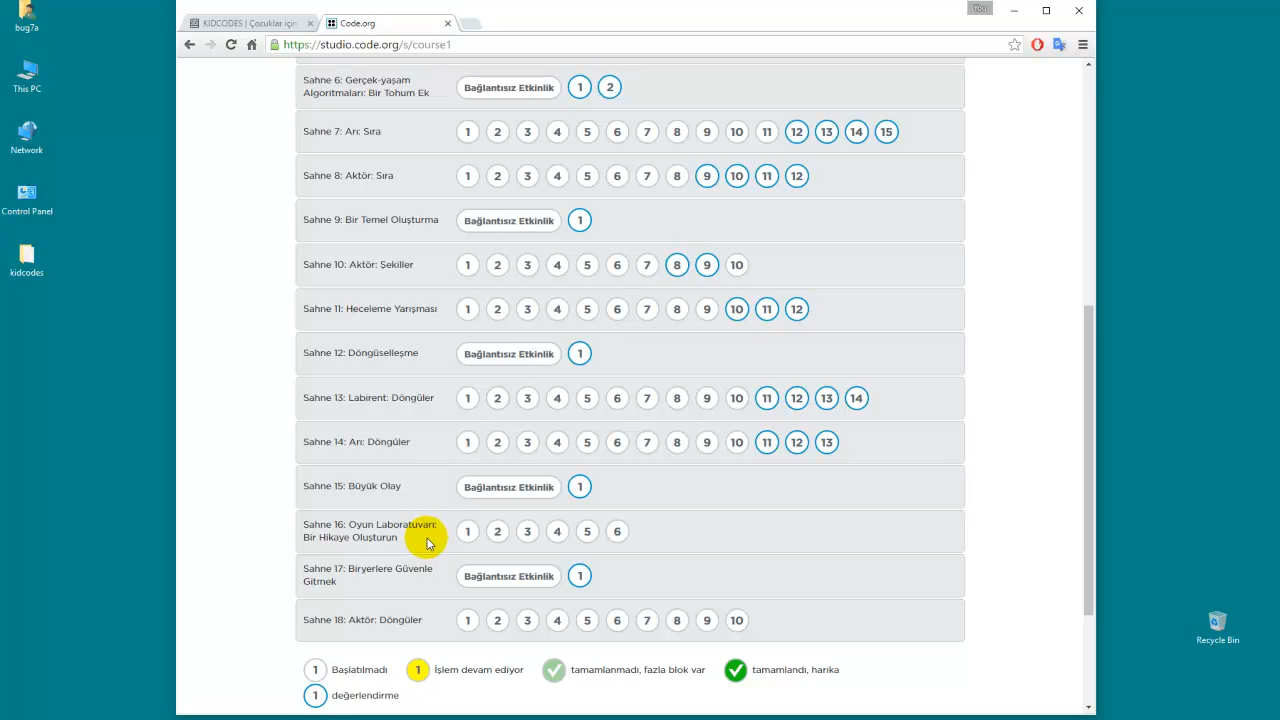 bug7a
This PC
Network
Control Panel
kidcodes
Recycle Bin
KIDCODES | Çocuklar için
Code.org
You
https://studio.code.org/s/course1
Sahne 6: Gerçek-yaşam
Algoritmaları: Bir Tohum Ek
Bağlantısız Etkinlik 1 2
Sahne 7: Arı: Sıra 1 2 3 4 5 6 7 8 9 10 11 12 13 14 15
Sahne 8: Aktör: Sıra 1 2 3 4 5 6 7 8 9 10 11 12
Sahne 9: Bir Temel Oluşturma Bağlantısız Etkinlik 1
Sahne 10: Aktör: Şekiller 1 2 3 4 5 6 7 8 9 10
Sahne 11: Heceleme Yarışması 1 2 3 4 5 6 7 8 9 10 11 12
Sahne 12: Döngüselleşme Bağlantısız Etkinlik 1
Sahne 13: Labirent: Döngüler 1 2 3 4 5 6 7 8 9 10 11 12 13 14
Sahne 14: Arı: Döngüler 1 2 3 4 5 6 7 8 9 10 11 12 13
Sahne 15: Büyük Olay Bağlantısız Etkinlik 1
Sahne 16: Oyun Laboratuvarı:
Bir Hikaye Oluşturun
1 2 3 4 5 6
Sahne 17: Biryerlere Güvenle
Gitmek
Bağlantısız Etkinlik 1
Sahne 18: Aktör: Döngüler 1 2 3 4 5 6 7 8 9 10
1 Başlatılmadı 1 İşlem devam ediyor tamamlanmadı, fazla blok var tamamlandı, harika
1 değerlendirme